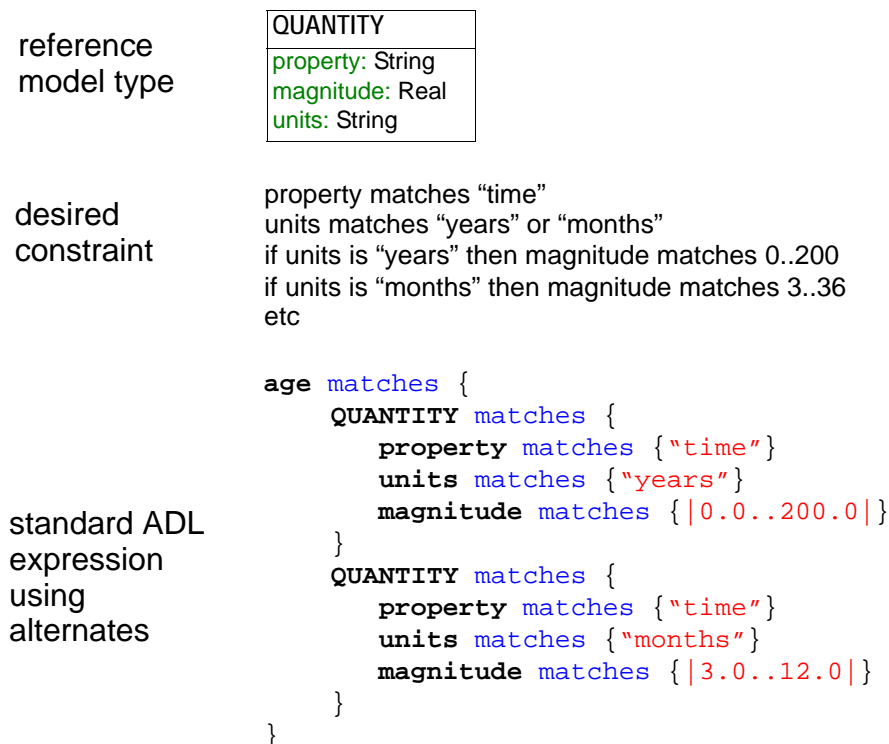 reference
model type
QUANTITY
property: String
magnitude: Real
units: String
desired
constraint
property matches “time”
units matches “years” or “months”
if units is “years” then magnitude matches 0..200
if units is “months” then magnitude matches 3..36
etc
standard ADL
expression
using
alternates
age matches {
QUANTITY matches {
property matches {“time”}
units matches {“years”}
magnitude matches {|0.0..200.0|}
}
QUANTITY matches {
property matches {“time”}
units matches {“months”}
magnitude matches {|3.0..12.0|}
}
}